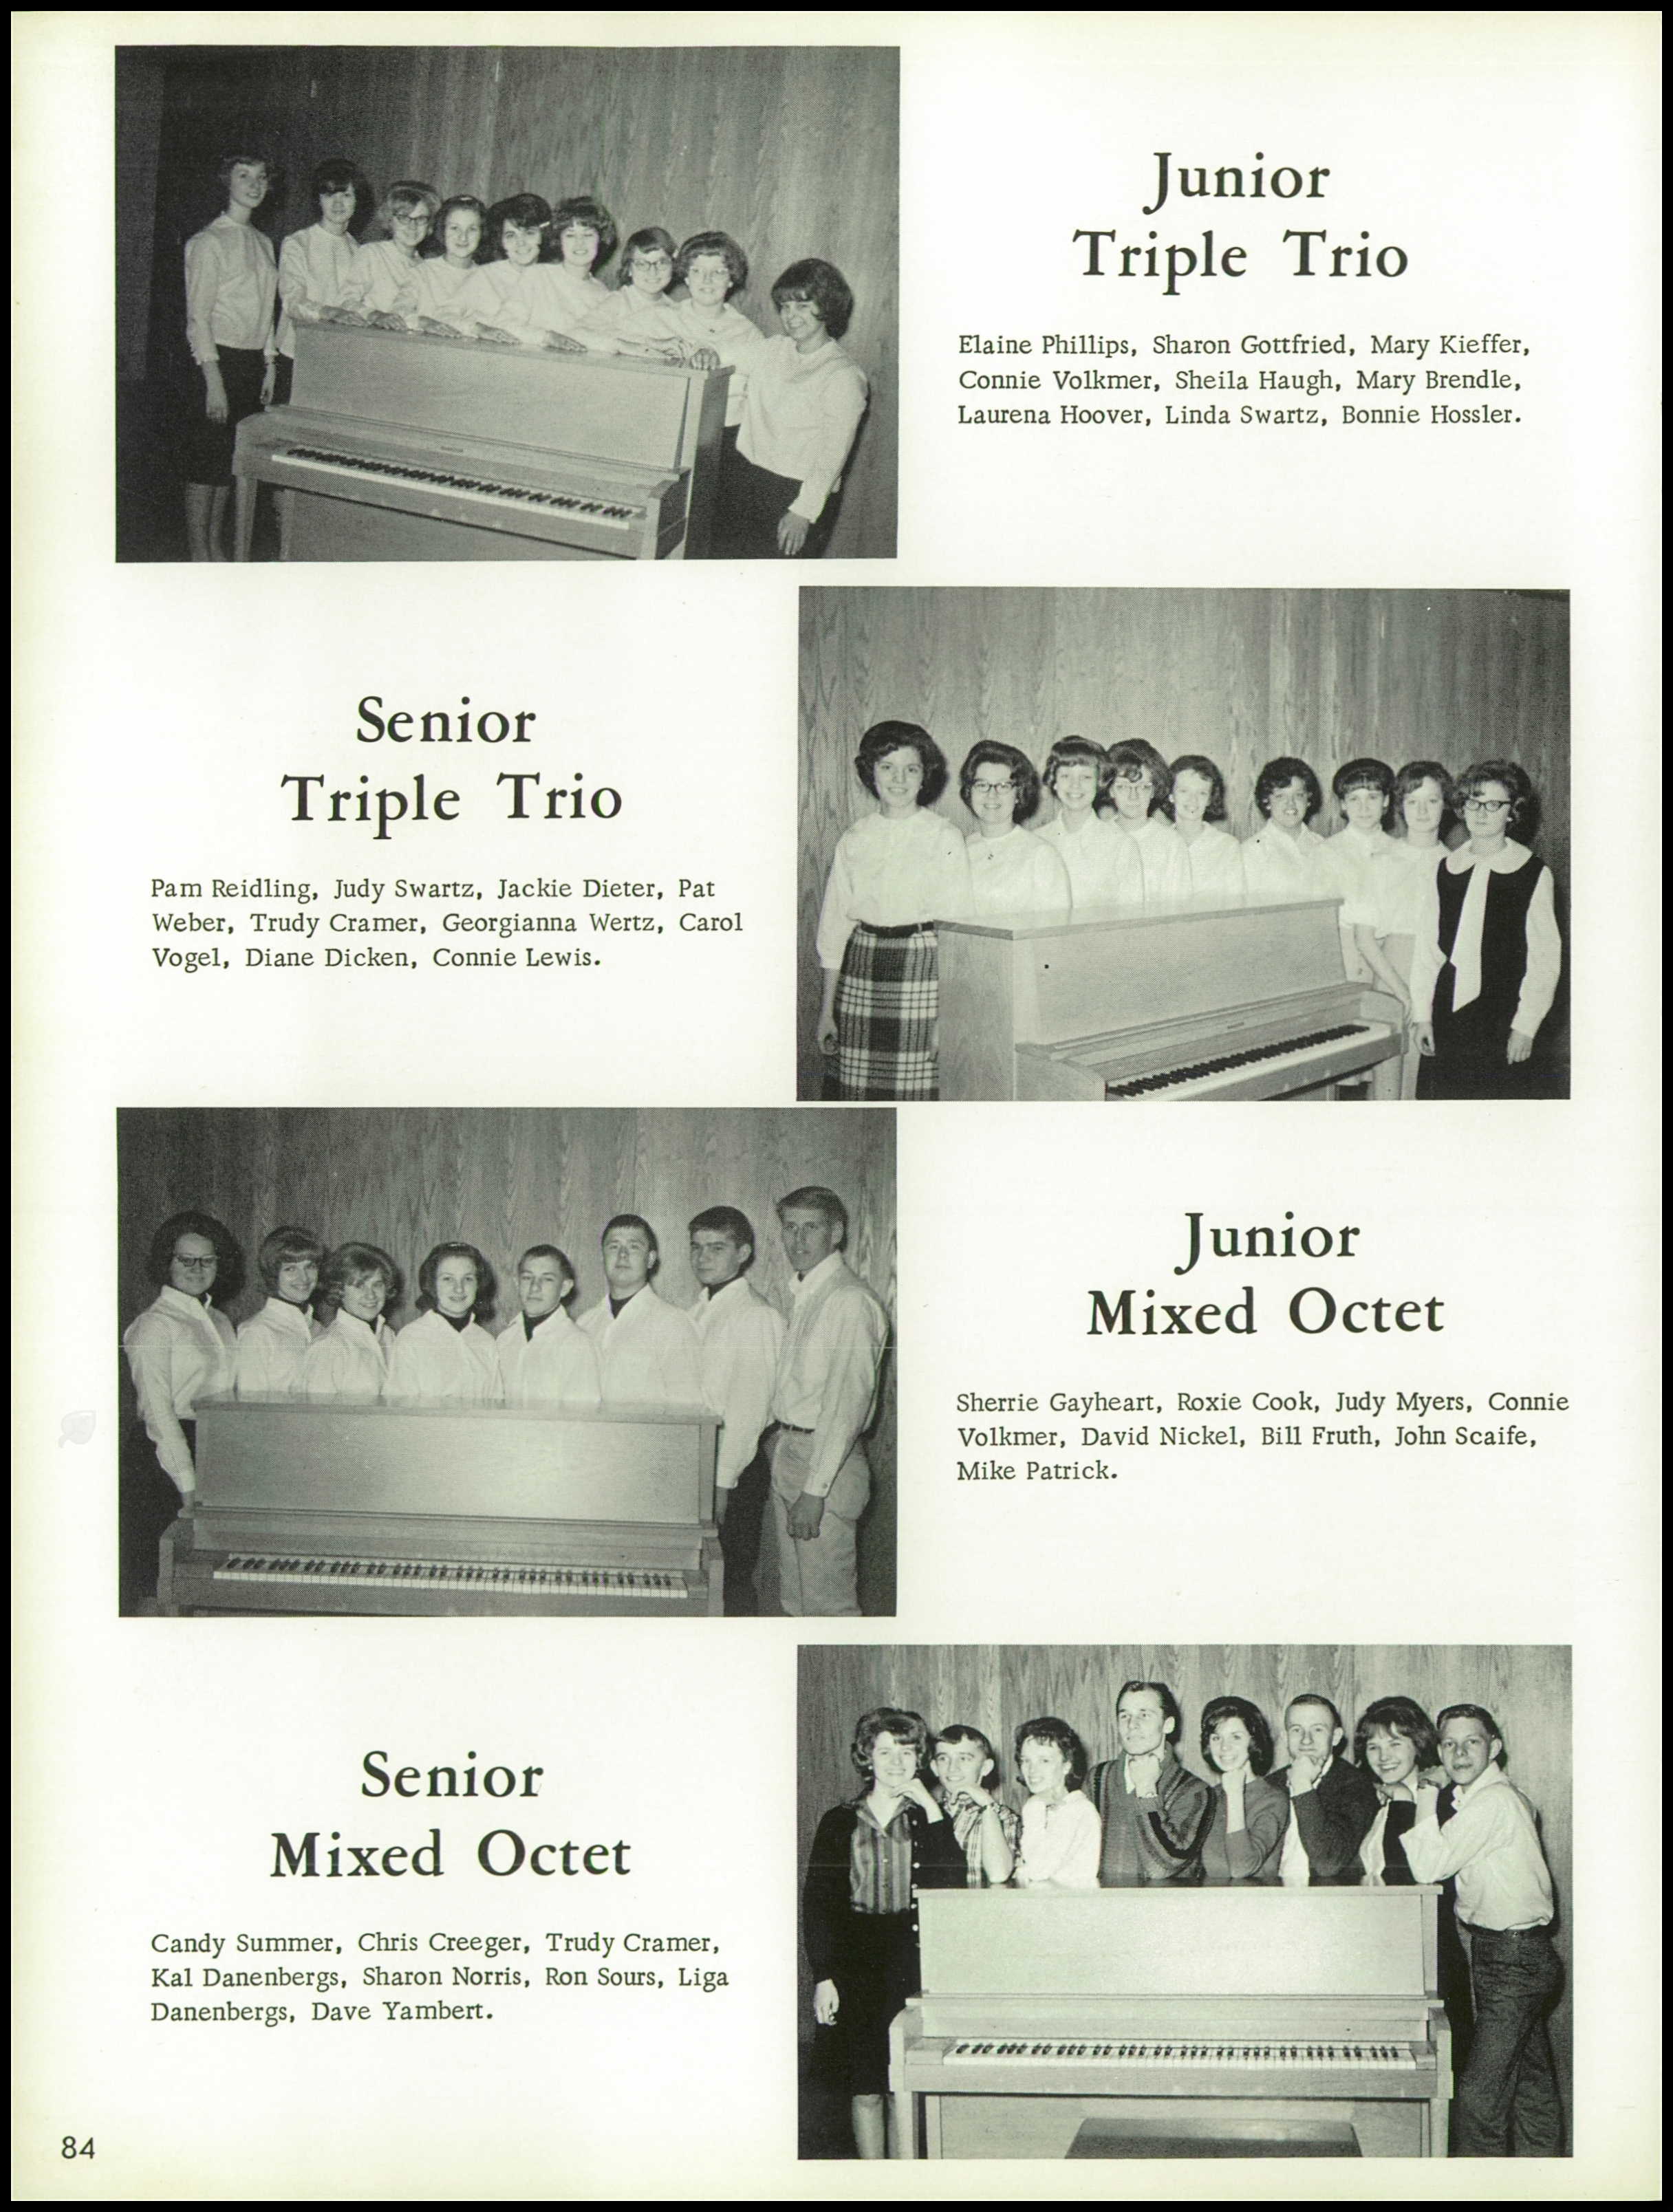 Junior
Triple Trio
Elaine Phillips, Sharon Gottfried, Mary Kieffer,
Connie Volkmer, Sheila Haugh, Mary Brendle,
Laurena Hoover, Linda Swartz, Bonnie Hossler.
Senior
Triple Trio
Pam Reidling, Judy Swartz, Jackie Dieter, Pat
Weber, Trudy Cramer, Georgianna Wertz, Carol
Vogel, Diane Dicken, Connie Lewis.
Junior
Mixed Octet
Sherrie Gayheart, Roxie Cook, Judy Myers, Connie
Volkmer, David Nickel, Bill Fruth, John Scaife,
Mike Patrick.
Senior
Mixed Octet
Candy Summer, Chris Creeger, Trudy Cramer,
Kal Danenbergs, Sharon Norris, Ron Sours, Liga
Danenbergs, Dave Yambert.
84